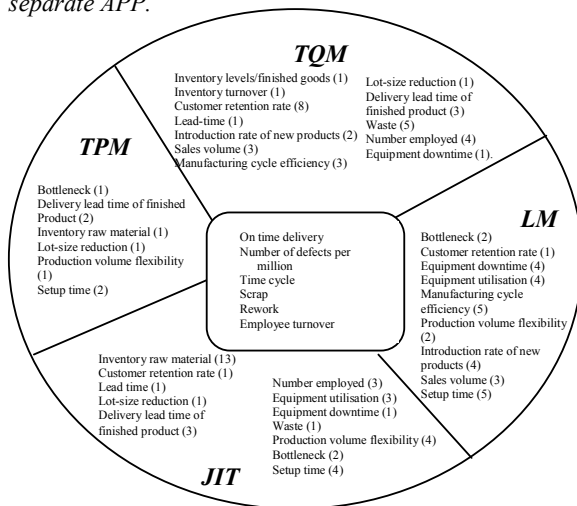 separate APP.
TQM
Inventory levels/finished goods (1)
Inventory turnover (1)
Customer retention rate (8)
Lead-time (1)
Introduction rate of new products (2)
Sales volume (3)
Manufacturing cycle efficiency (3)
Lot-size reduction (1)
Delivery lead time of
finished product (3)
Waste (5)
Number employed (4)
Equipment downtime (1).
TPM
Bottleneck (1)
Delivery lead time of finished
Product (2)
Inventory raw material (1)
Lot-size reduction (1)
Production volume flexibility
(1)
Setup time (2)
On time delivery
Number of defects per
million
Time cycle
Scrap
Rework
Employee turnover
LM
Bottleneck (2)
Customer retention rate (1)
Equipment downtime (4)
Equipment utilisation (4)
Manufacturing cycle
efficiency (5)
Production volume flexibility
(2)
Introduction rate of new
products (4)
Sales volume (3)
Setup time (5)
Inventory raw material (13)
Customer retention rate (1)
Lead time (1)
Lot-size reduction (1)
Delivery lead time of
finished product (3)
Number employed (3)
Equipment utilisation (3)
Equipment downtime (1)
Waste (1)
Production volume flexibility (4)
Bottleneck (2)
Setup time (4)
JIT